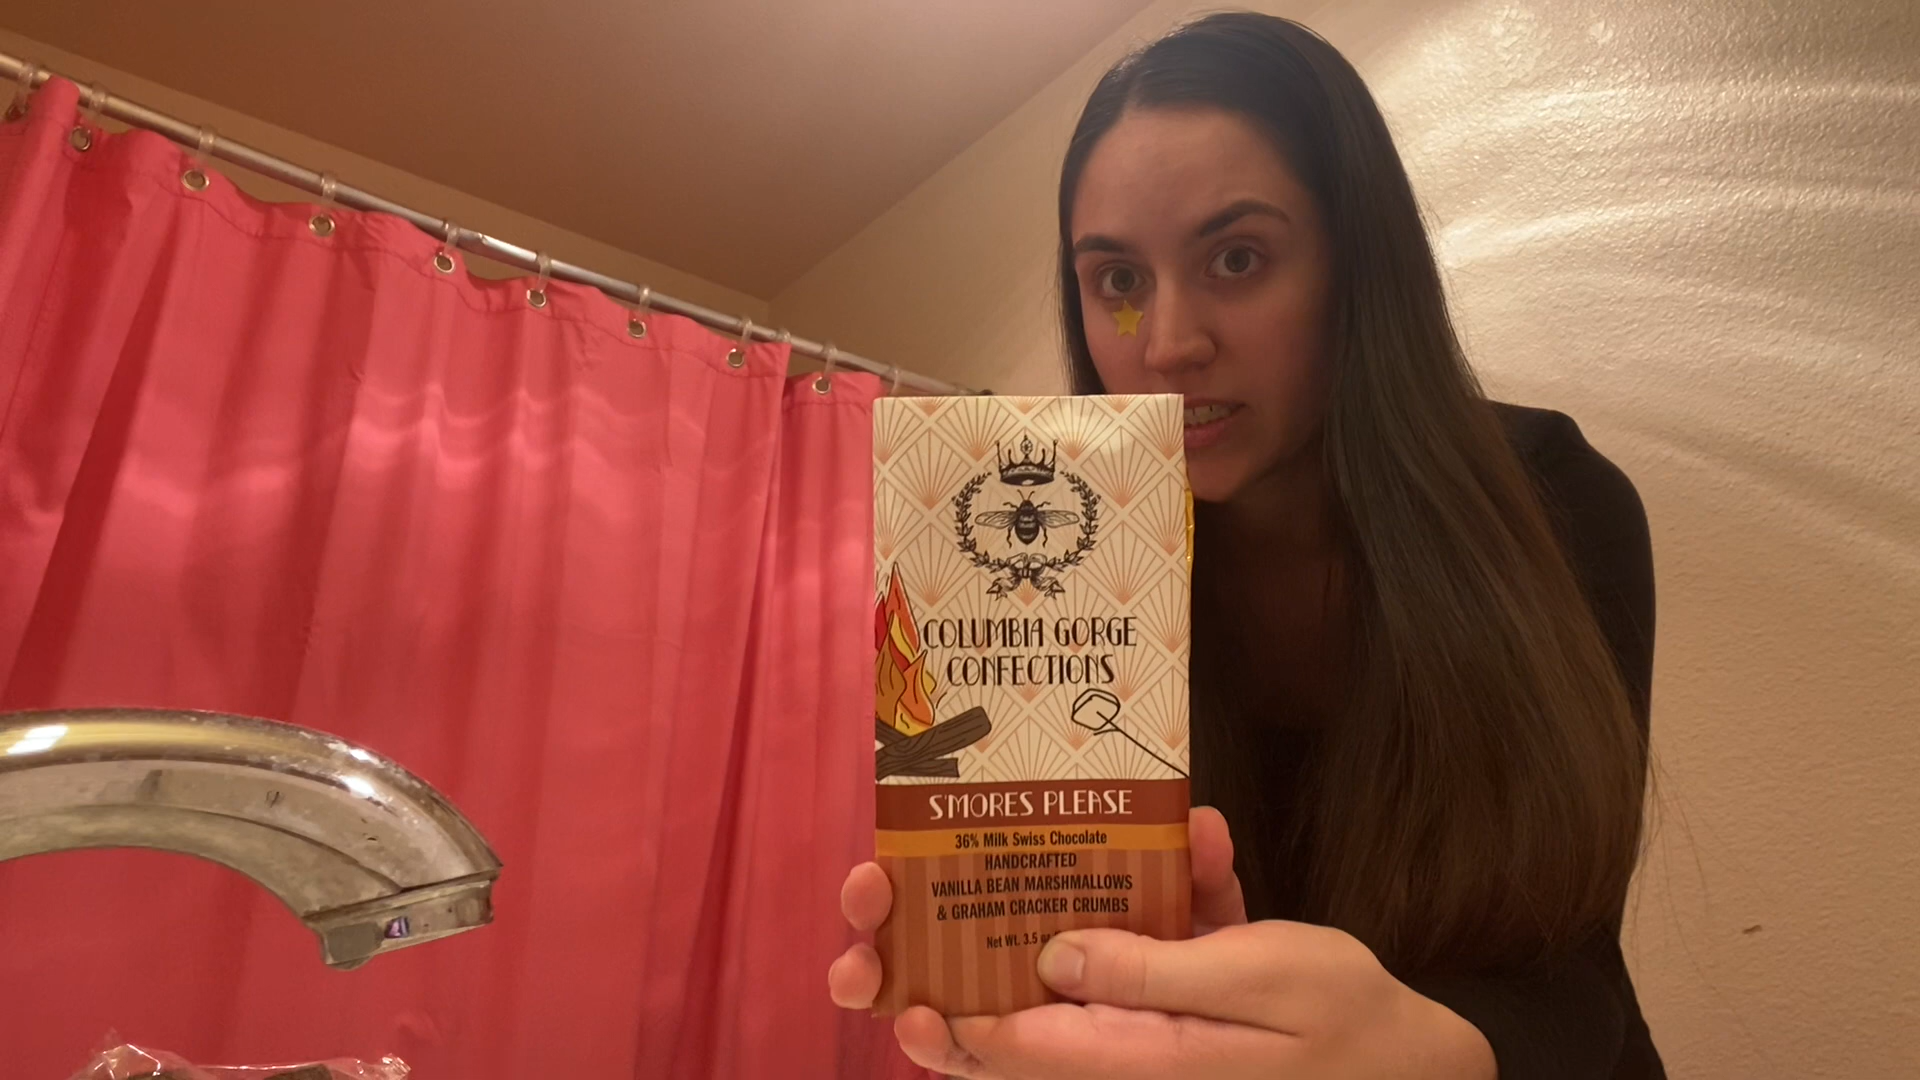 COLUMBIA GORGE
CONFECTIONS
S'MORES PLEASE
36% Milk Swiss Chocolate
HANDCRAFTED
VANILLA BEAN MARSHMALLOWS
& GRAHAM CRACKER CRUMBS
Net Wt. 3.5 oz